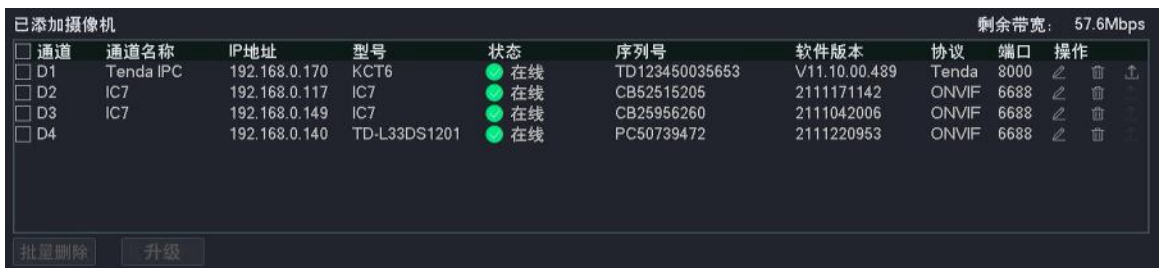 已添加摄像机 剩余带宽： 57.6Mbps
通道 通道名称 IP地址 型号 状态 序列号 软件版本 协议 端口 操作
D1 Tenda IPC 192.168.0.170 KCT6 在线 TD123450035653 V11.10.00.489 Tenda 8000
D2 IC7 192.168.0.117 IC7 在线 CB52515205 2111171142 ONVIF 6688
D3 IC7 192.168.0.149 IC7 在线 CB25956260 2111042006 ONVIF 6688
D4 192.168.0.140 TD-L33DS1201 在线 PC50739472 2111220953 ONVIF 6688
批量删除 升级